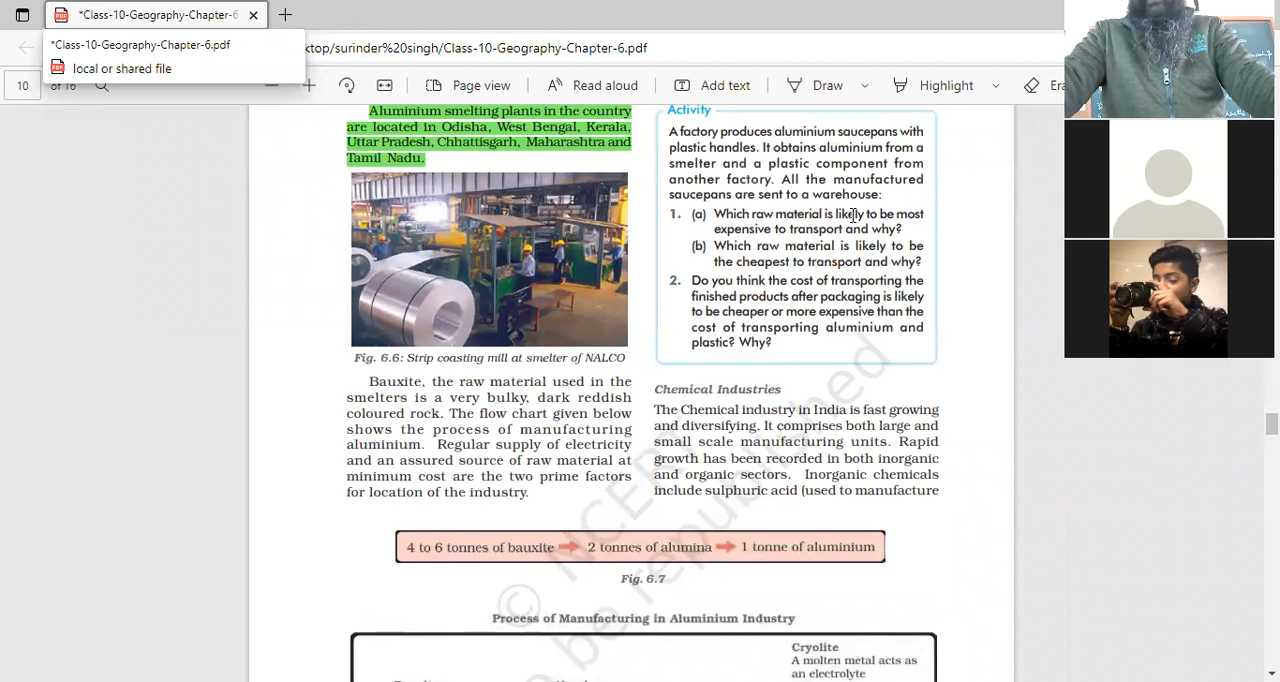 *Class-10-Geography-Chapter-6
*Class-10-Geography-Chapter-6.pdf
local or shared file
ktop/surinder%20singh/Class-10-Geography-Chapter-6.pdf
10 of 16
Page view
Read aloud
Add text
Draw
Highlight
Era
Aluminium smelting plants in the country
are located in Odisha, West Bengal, Kerala,
Uttar Pradesh, Chhattisgarh, Maharashtra and
Tamil Nadu.
Fig. 6.6: Strip coasting mill at smelter of NALCO
Bauxite, the raw material used in the
smelters is a very bulky, dark reddish
coloured rock. The flow chart given below
shows the process of manufacturing
aluminium. Regular supply of electricity
and an assured source of raw material at
minimum cost are the two prime factors
for location of the industry.
Activity
A factory produces aluminium saucepans with
plastic handles. It obtains aluminium from a
smelter and a plastic component from
another factory. All the manufactured
saucepans are sent to a warehouse:
1. (a) Which raw material is likely to be most
expensive to transport and why?
(b) Which raw material is likely to be
the cheapest to transport and why?
2. Do you think the cost of transporting the
finished products after packaging is likely
to be cheaper or more expensive than the
cost of transporting aluminium and
plastic? Why?
Chemical Industries
The Chemical industry in India is fast growing
and diversifying. It comprises both large and
small scale manufacturing units. Rapid
growth has been recorded in both inorganic
and organic sectors. Inorganic chemicals
include sulphuric acid (used to manufacture
4 to 6 tonnes of bauxite → 2 tonnes of alumina → 1 tonne of aluminium
Fig. 6.7
Process of Manufacturing in Aluminium Industry
Cryolite
A molten metal acts as
an electrolyte
© NCERT
be republished